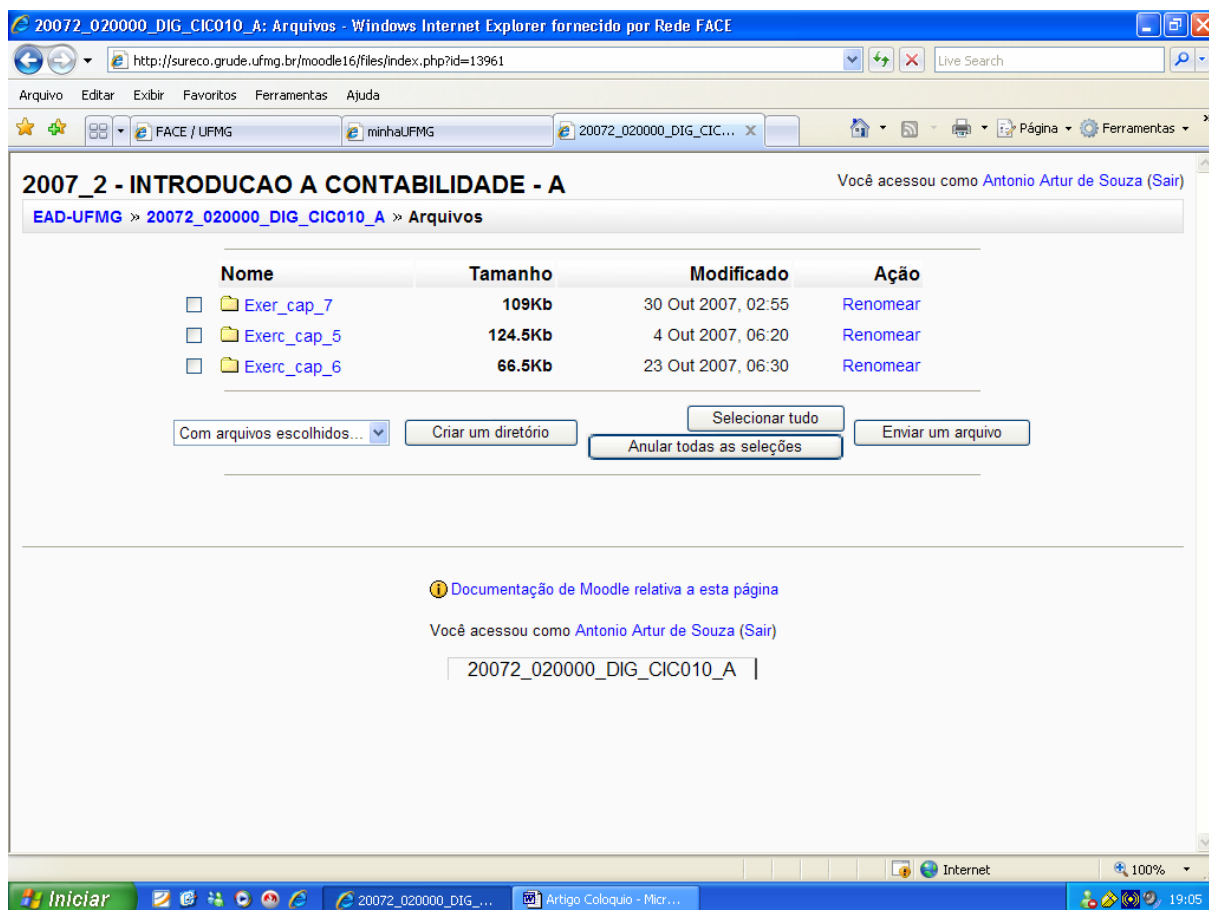 20072_020000_DIG_CIC010_A: Arquivos - Windows Internet Explorer fornecido por Rede FACE
http://sureco.grude.ufmg.br/moodle16/files/index.php?id=13961 Live Search
Arquivo Editar Exibir Favoritos Ferramentas Ajuda
FACE / UFMG minhaUFMG 20072_020000_DIG_CIC... Página Ferramentas
2007_2 - INTRODUCAO A CONTABILIDADE - A Você acessou como Antonio Artur de Souza (Sair)
EAD-UFMG » 20072_020000_DIG_CIC010_A » Arquivos
Nome Tamanho Modificado Ação
Exer_cap_7 109Kb 30 Out 2007, 02:55 Renomear
Exerc_cap_5 124.5Kb 4 Out 2007, 06:20 Renomear
Exerc_cap_6 66.5Kb 23 Out 2007, 06:30 Renomear
Selecionar tudo
Com arquivos escolhidos... Criar um diretório Enviar um arquivo
Anular todas as seleções
Documentação de Moodle relativa a esta página
Você acessou como Antonio Artur de Souza (Sair)
20072_020000_DIG_CIC010_A
Internet 100%
Iniciar 20072_020000_DIG_... Artigo Coloquio - Micr... 19:05